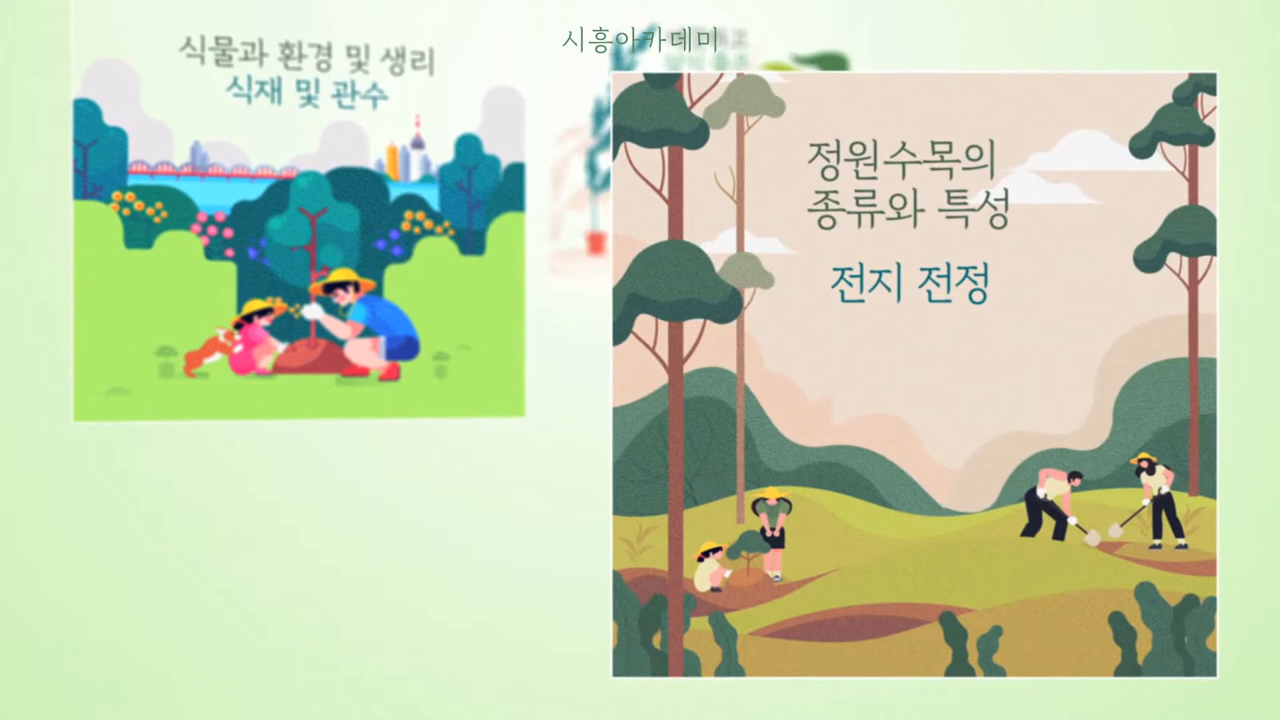 시흥아카데미
식물과 환경 및 생리
식재 및 관수
정원수목의
종류와 특성
전지 전정